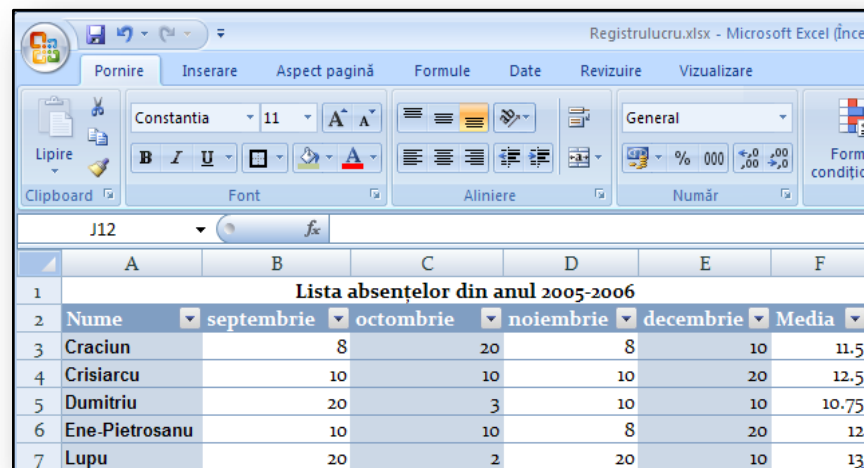 Registrulucru.xlsx - Microsoft Excel (Înce
Pornire Inserare Aspect pagină Formule Date Revizuire Vizualizare
Constantia 11 A A General
Lipire B I U A % 000 ,00 ,0 Form
condiţic
Clipboard Font Aliniere Număr
J12 fx
A B C D E F
1 Lista absențelor din anul 2005-2006
2 Nume septembrie octombrie noiembrie decembrie Media
3 Craciun 8 20 8 10 11.5
4 Crisiarcu 10 10 10 20 12.5
5 Dumitriu 20 3 10 10 10.75
6 Ene-Pietrosanu 10 10 8 20 12
7 Lupu 20 2 20 10 13